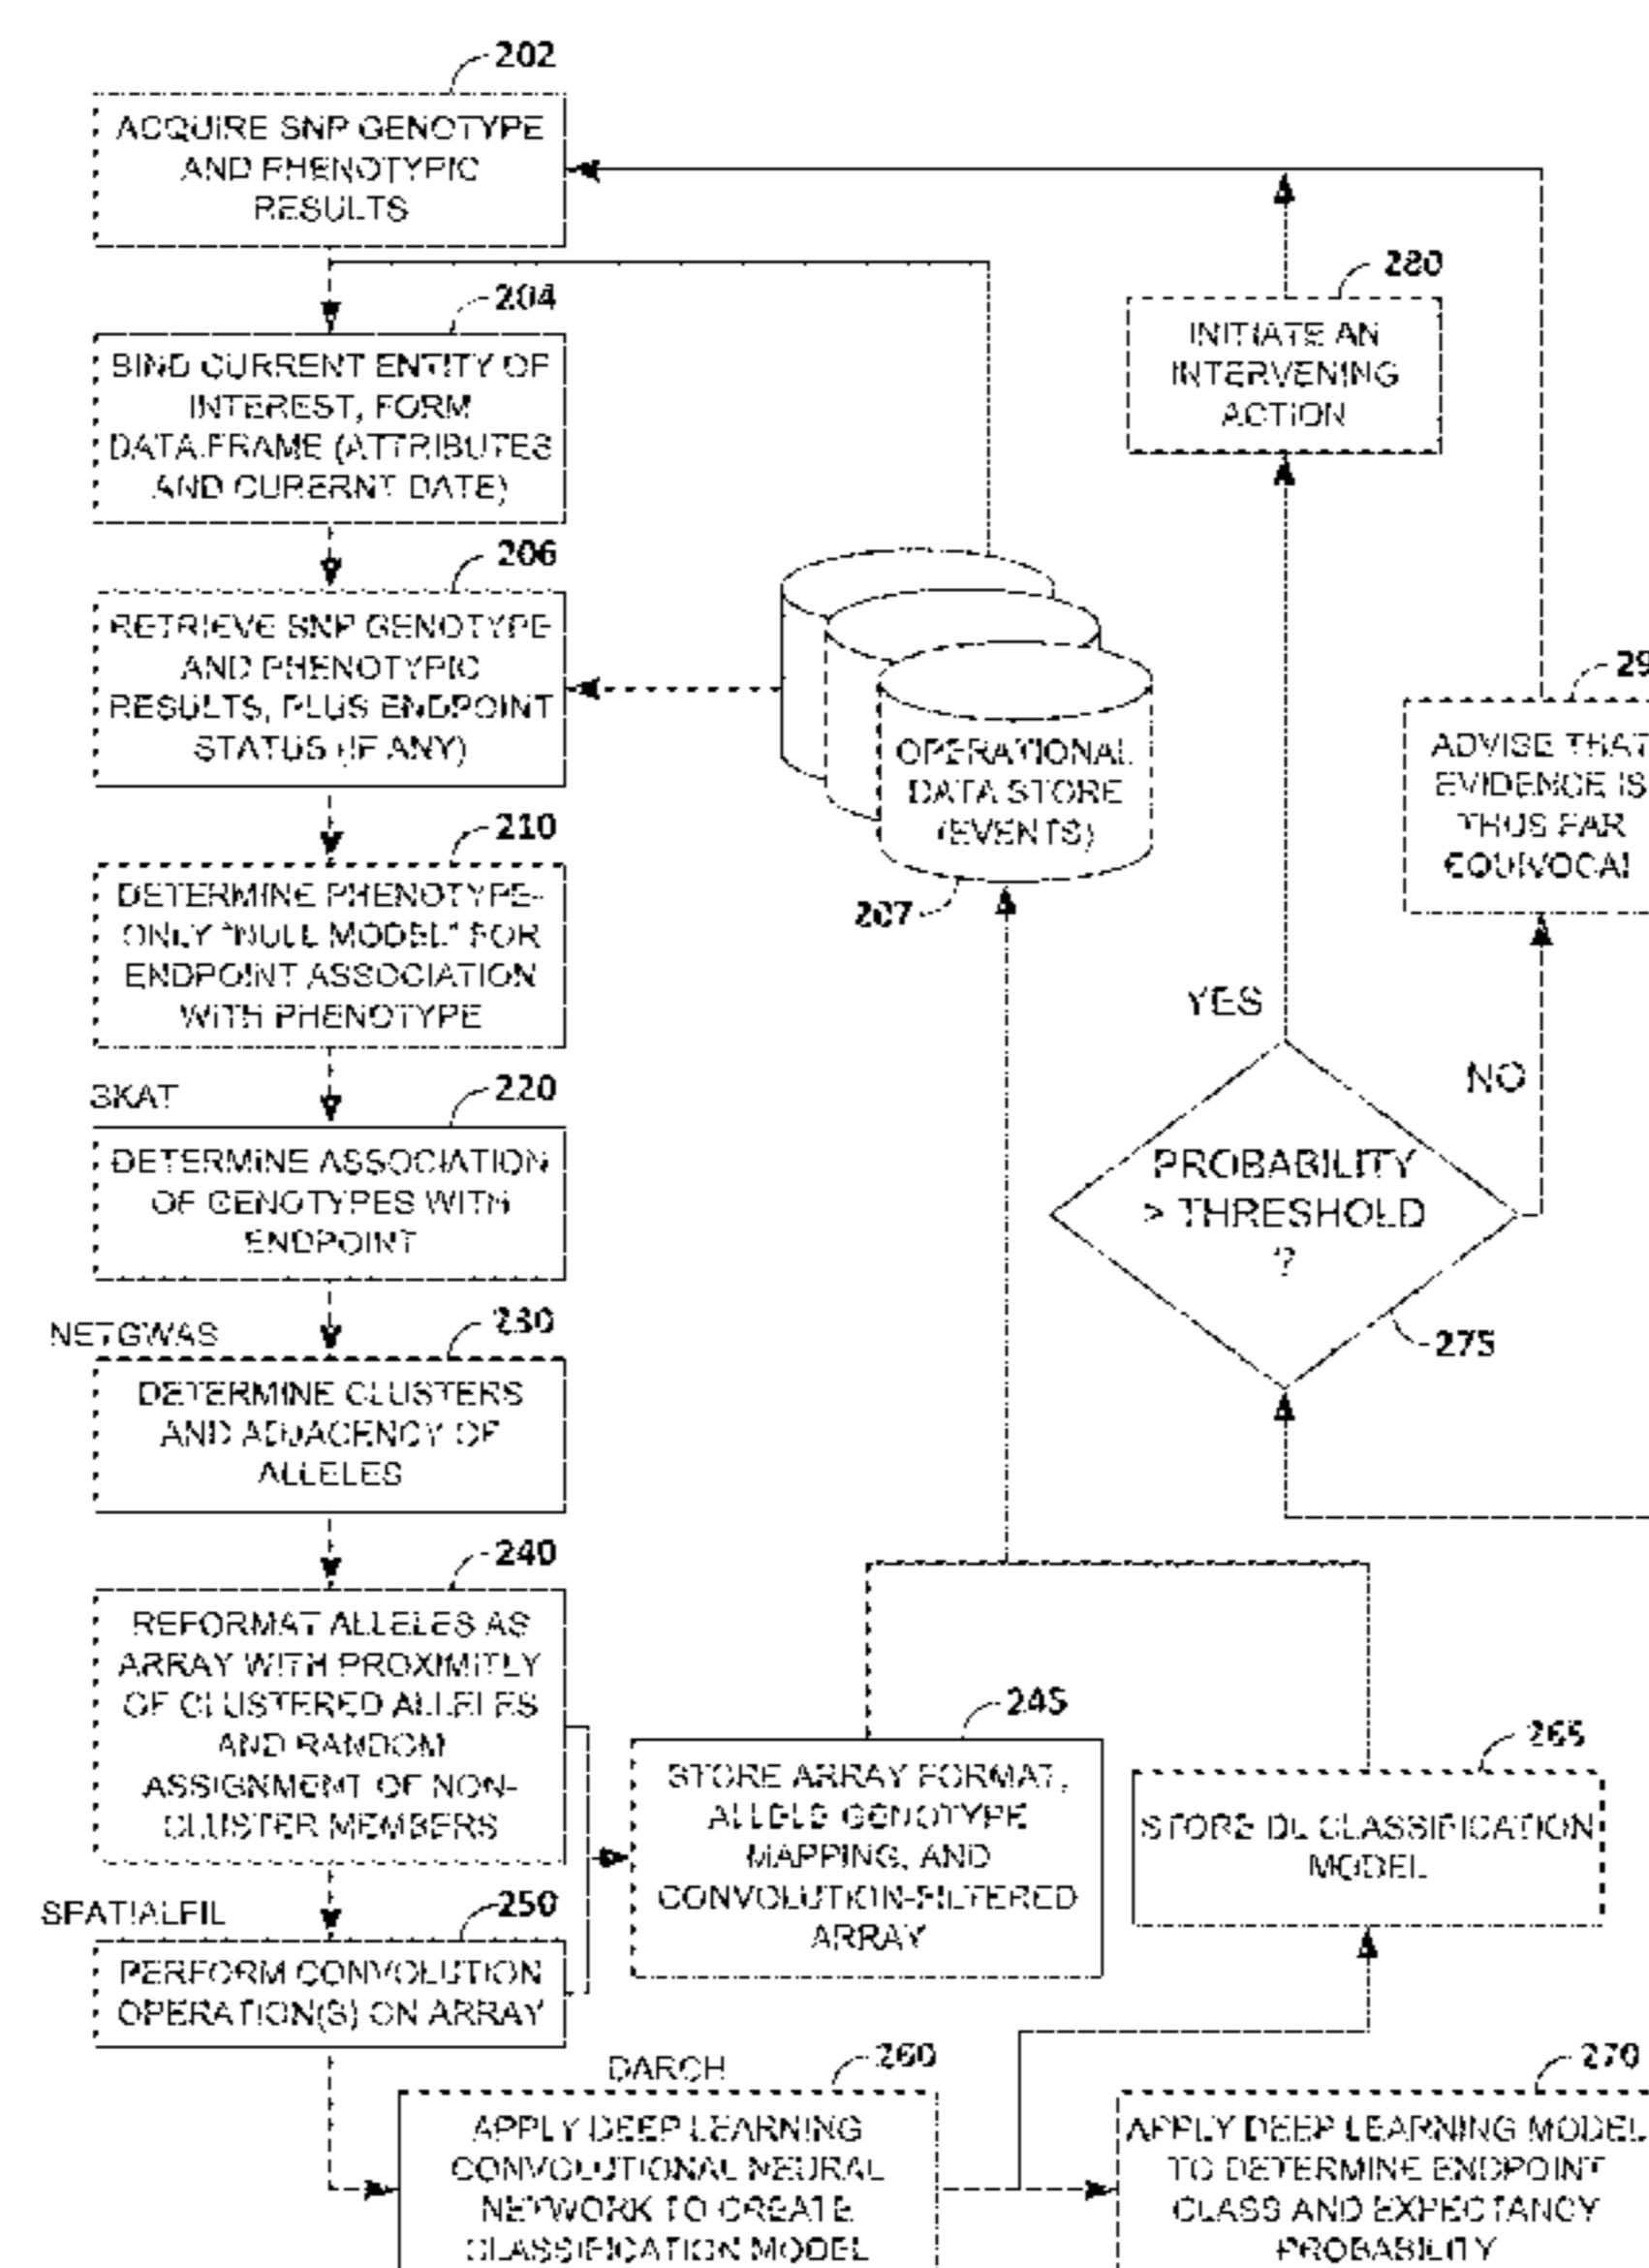 202
ACQUIRE SNP GENOTYPE
AND PHENOTYPIC
RESULTS
204
BIND CURRENT ENTITY OF
INTEREST, FORM
DATA.FRAME (ATTRIBUTES
AND CURERNT DATE)
206
RETRIEVE SNP GENOTYPE
AND PHENOTYPIC
RESULTS, PLUS ENDPOINT
STATUS (IF ANY)
210
DETERMINE PHENOTYPE-
ONLY "NULL MODEL" FOR
ENDPOINT ASSOCIATION
WITH PHENOTYPE
SKAT
220
DETERMINE ASSOCIATION
OF GENOTYPES WITH
ENDPOINT
NETGWAS
230
DETERMINE CLUSTERS
AND ADJACENCY OF
ALLELES
240
REFORMAT ALLELES AS
ARRAY WITH PROXIMITLY
OF CLUSTERED ALLELES
AND RANDOM
ASSIGNMENT OF NON-
CLUSTER MEMBERS
SPATIALFIL
250
PERFORM CONVOLUTION
OPERATION(S) ON ARRAY
OPERATIONAL
DATA STORE
(EVENTS)
207
280
INITIATE AN
INTERVENING
ACTION
29
ADVISE THAT
EVIDENCE IS
THUS FAR
EQUIVOCAL
YES
NO
PROBABILITY
> THRESHOLD
?
275
245
STORE ARRAY FORMAT,
ALLELE GENOTYPE
MAPPING, AND
CONVOLUTION-FILTERED
ARRAY
265
STORE DL CLASSIFICATION
MODEL
DARCH
260
APPLY DEEP LEARNING
CONVOLUTIONAL NEURAL
NETWORK TO CREATE
CLASSIFICATION MODEL
270
APPLY DEEP LEARNING MODEL
TO DETERMINE ENDPOINT
CLASS AND EXPECTANCY
PROBABILITY